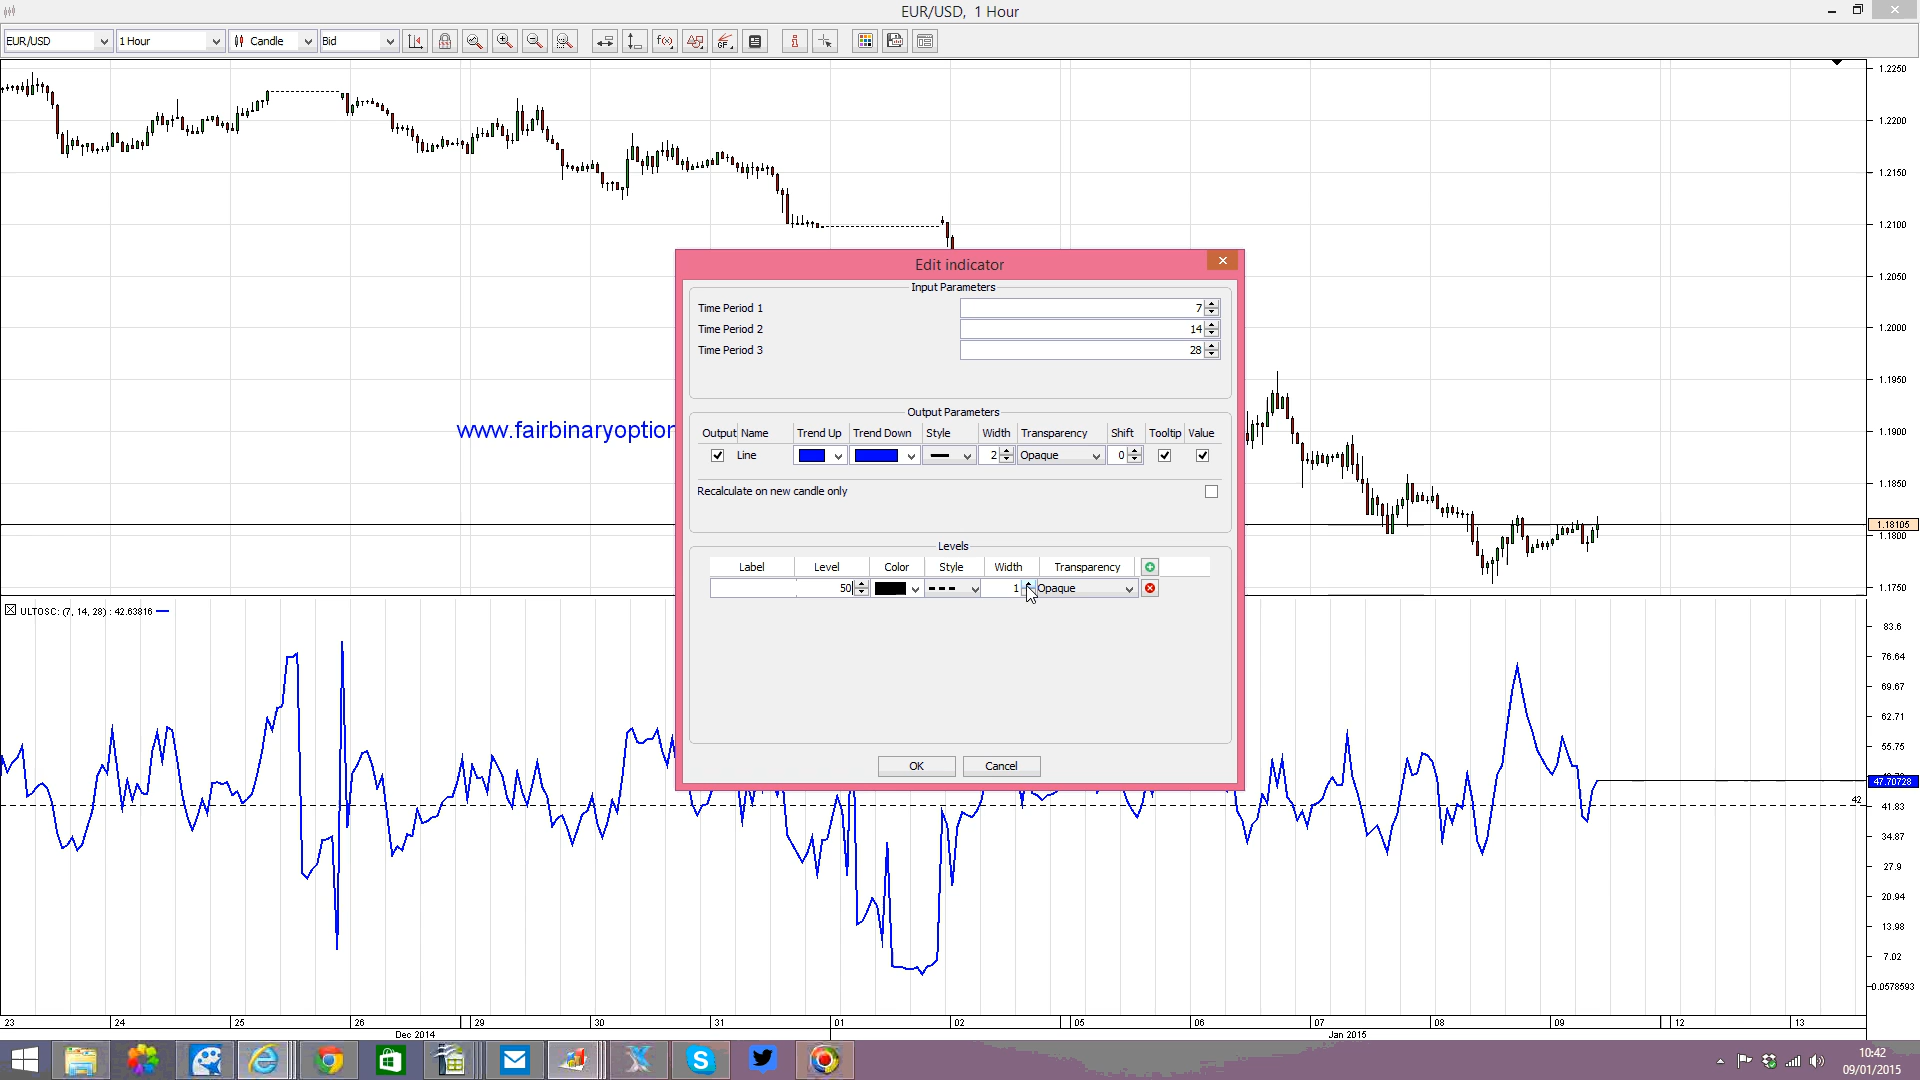 EUR/USD, 1 Hour
EUR/USD 1 Hour Candle Bid
1.2250
1.2200
1.2150
1.2100
1.2050
1.2000
1.1950
1.1900
1.1850
1.18105
1.1800
1.1750
www.fairbinaryoption
Edit indicator
Input Parameters
Time Period 1 7
Time Period 2 14
Time Period 3 28
Output Parameters
Output Name Trend Up Trend Down Style Width Transparency Shift Tooltip Value
Line 2 Opaque 0
Recalculate on new candle only
Levels
Label Level Color Style Width Transparency
50 1 Opaque
OK Cancel
ULTOSC: (7, 14, 28) : 42.63816
83.6
76.64
69.67
62.71
55.75
47.70728
42
41.83
34.87
27.9
20.94
13.98
7.02
0.0578593
23 24 25 26 29 30 31 01 02 05 06 07 08 09 12 13
Dec 2014 Jan 2015
10:42
09/01/2015